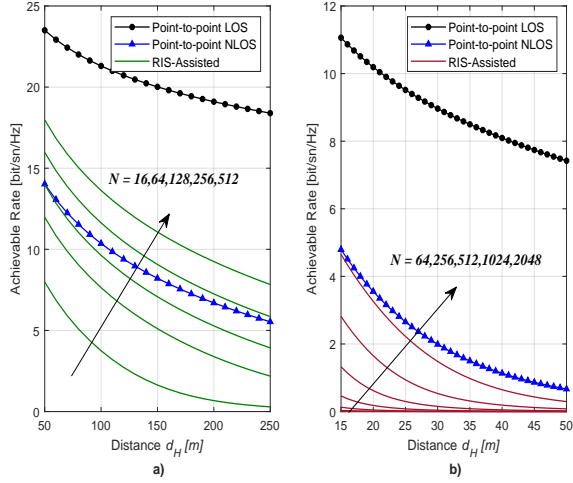 25
20
15
10
5
0
Achievable Rate [bit/sn/Hz]
Point-to-point LOS
Point-to-point NLOS
RIS-Assisted
N = 16,64,128,256,512
50 100 150 200 250
Distance d_H [m]
a)
12
10
8
6
4
2
0
Achievable Rate [bit/sn/Hz]
Point-to-point LOS
Point-to-point NLOS
RIS-Assisted
N = 64,256,512,1024,2048
15 20 25 30 35 40 45 50
Distance d_H [m]
b)